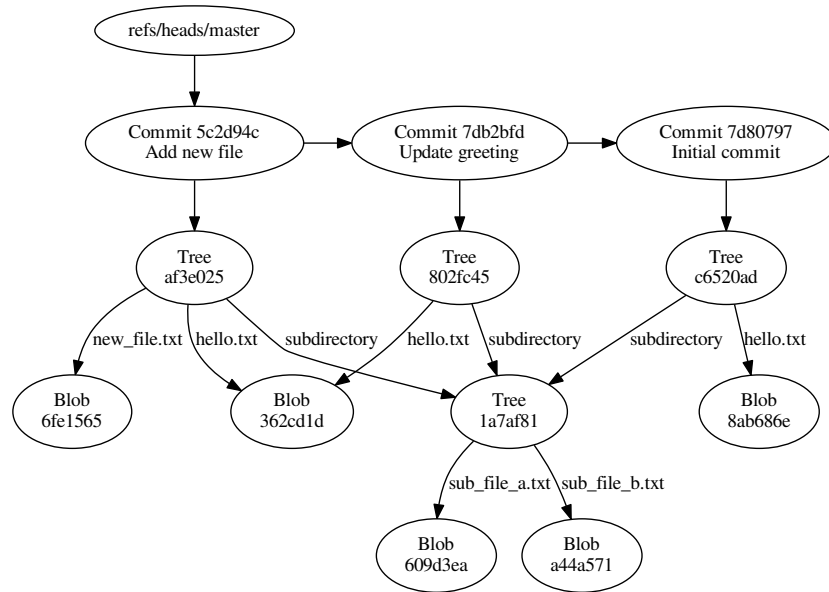 refs/heads/master
Commit 5c2d94c
Add new file
Commit 7db2bfd
Update greeting
Commit 7d80797
Initial commit
Tree
af3e025
Tree
802fc45
Tree
c6520ad
new_file.txt
hello.txt
subdirectory
hello.txt
subdirectory
subdirectory
hello.txt
Blob
6fe1565
Blob
362cd1d
Tree
1a7af81
Blob
8ab686e
sub_file_a.txt
sub_file_b.txt
Blob
609d3ea
Blob
a44a571